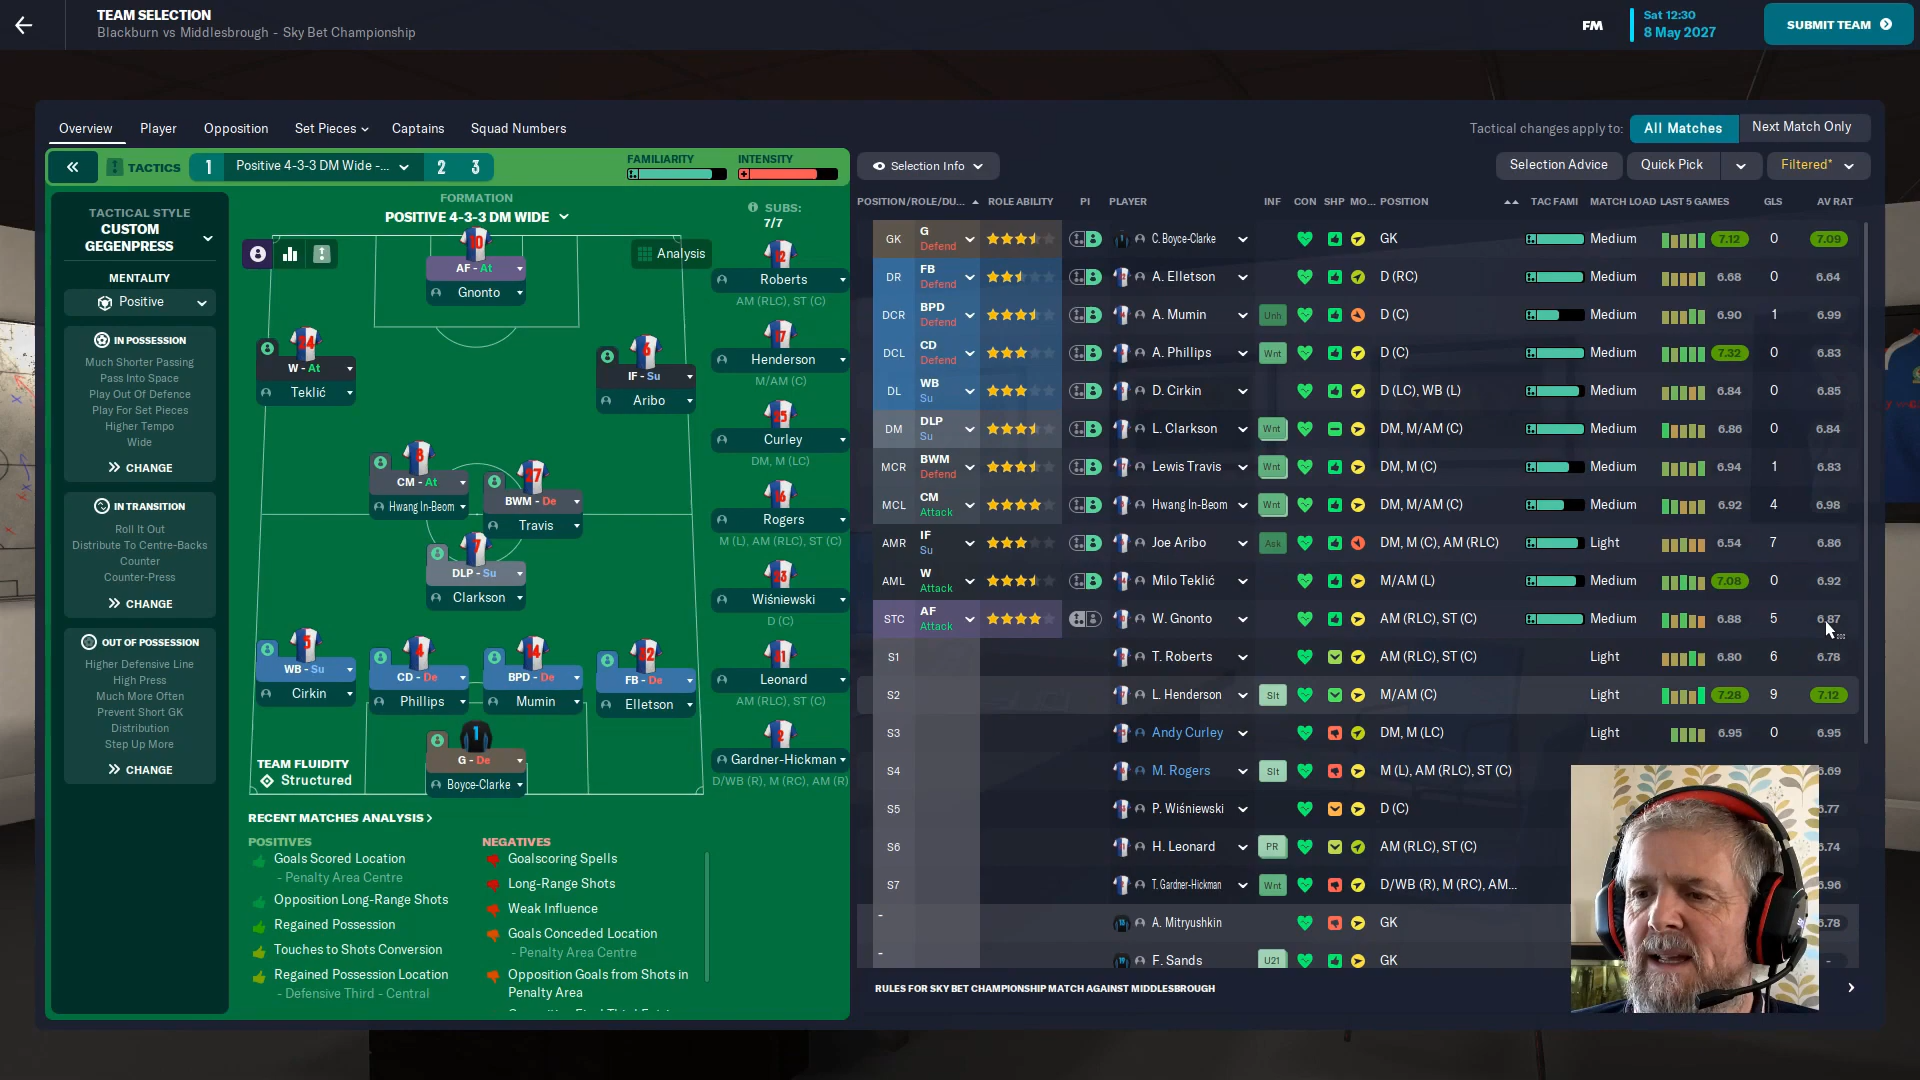 TEAM SELECTION
Blackburn vs Middlesbrough - Sky Bet Championship
FM
Sat 12:30
8 May 2027
SUBMIT TEAM
Overview
Player
Opposition
Set Pieces
Captains
Squad Numbers
Tactical changes apply to:
All Matches
Next Match Only
TACTICS
1
Positive 4-3-3 DM Wide -...
2
3
FAMILIARITY
INTENSITY
Selection Info
Selection Advice
Quick Pick
Filtered*
TACTICAL STYLE
CUSTOM
GEGENPRESS
MENTALITY
Positive
IN POSSESSION
Much Shorter Passing
Pass Into Space
Play Out Of Defence
Play For Set Pieces
Higher Tempo
Wide
CHANGE
IN TRANSITION
Roll It Out
Distribute To Centre-Backs
Counter
Counter-Press
CHANGE
OUT OF POSSESSION
Higher Defensive Line
High Press
Much More Often
Prevent Short GK
Distribution
Step Up More
CHANGE
FORMATION
POSITIVE 4-3-3 DM WIDE
Analysis
10
AF - At
Gnonto
24
W - At
Teklić
6
IF - Su
Aribo
8
CM - At
Hwang In-Beom
27
BWM - De
Travis
7
DLP - Su
Clarkson
3
WB - Su
Cirkin
4
CD - De
Phillips
14
BPD - De
Mumin
FB - De
Elletson
1
G - De
Boyce-Clarke
TEAM FLUIDITY
Structured
SUBS:
7/7
12
Roberts
AM (RLC), ST (C)
17
Henderson
M/AM (C)
Curley
DM, M (LC)
16
Rogers
M (L), AM (RLC), ST (C)
Wiśniewski
D (C)
Leonard
AM (RLC), ST (C)
2
Gardner-Hickman
D/WB (R), M (RC), AM (R)
RECENT MATCHES ANALYSIS
POSITIVES
Goals Scored Location
- Penalty Area Centre
Opposition Long-Range Shots
Regained Possession
Touches to Shots Conversion
Regained Possession Location
- Defensive Third - Central
NEGATIVES
Goalscoring Spells
Long-Range Shots
Weak Influence
Goals Conceded Location
- Penalty Area Centre
Opposition Goals from Shots in
Penalty Area
POSITION/ROLE/DU... ROLE ABILITY PI PLAYER INF CON SHP MO... POSITION TAC FAMI MATCH LOAD LAST 5 GAMES GLS AV RAT
GK G Defend C. Boyce-Clarke GK Medium 7.12 0 7.09
DR FB Defend A. Elletson D (RC) Medium 6.68 0 6.64
DCR BPD Defend A. Mumin Unh D (C) Medium 6.90 1 6.99
DCL CD Defend A. Phillips Wnt D (C) Medium 7.32 0 6.83
DL WB Su D. Cirkin D (LC), WB (L) Medium 6.84 0 6.85
DM DLP Su L. Clarkson Wnt DM, M/AM (C) Medium 6.86 0 6.84
MCR BWM Defend Lewis Travis Wnt DM, M (C) Medium 6.94 1 6.83
MCL CM Attack Hwang In-Beom Wnt DM, M/AM (C) Medium 6.92 4 6.98
AMR IF Su Joe Aribo Ask DM, M (C), AM (RLC) Light 6.54 7 6.86
AML W Attack Milo Teklić M/AM (L) Medium 7.08 0 6.92
STC AF Attack W. Gnonto AM (RLC), ST (C) Medium 6.88 5 6.87
S1 T. Roberts AM (RLC), ST (C) Light 6.80 6 6.78
S2 L. Henderson Slt M/AM (C) Light 7.28 9 7.12
S3 Andy Curley DM, M (LC) Light 6.95 0 6.95
S4 M. Rogers Slt M (L), AM (RLC), ST (C) .69
S5 P. Wiśniewski D (C) .77
S6 H. Leonard PR AM (RLC), ST (C) .74
S7 T. Gardner-Hickman Wnt D/WB (R), M (RC), AM... .96
- A. Mitryushkin GK .78
- F. Sands U21 GK -
RULES FOR SKY BET CHAMPIONSHIP MATCH AGAINST MIDDLESBROUGH